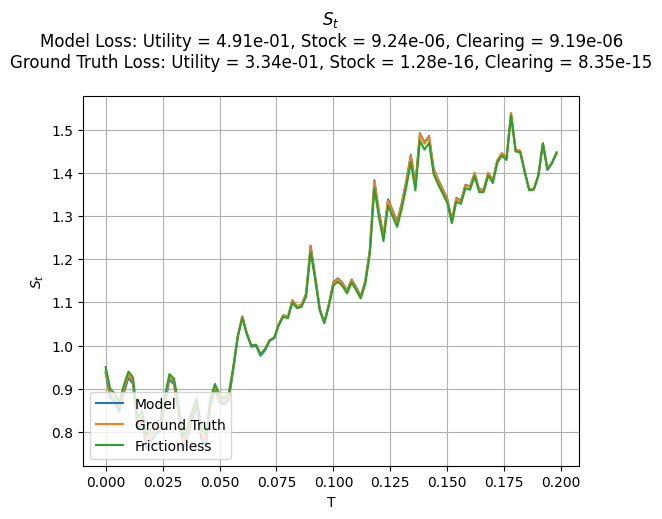 S_t
Model Loss: Utility = 4.91e-01, Stock = 9.24e-06, Clearing = 9.19e-06
Ground Truth Loss: Utility = 3.34e-01, Stock = 1.28e-16, Clearing = 8.35e-15
1.5
1.4
1.3
1.2
1.1
1.0
0.9
0.8
S_t
Model
Ground Truth
Frictionless
0.000 0.025 0.050 0.075 0.100 0.125 0.150 0.175 0.200
T